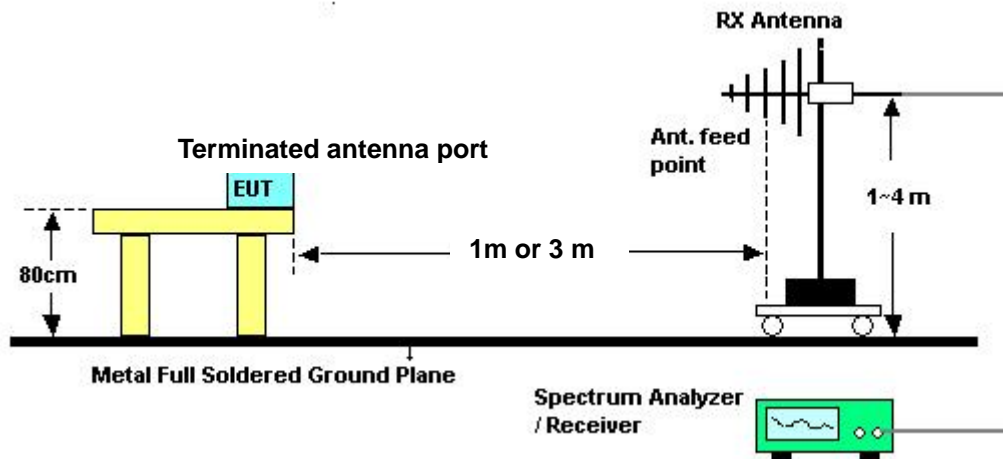 RX Antenna
Terminated antenna port
Ant. feed
point
EUT
1~4 m
1m or 3 m
80cm
Metal Full Soldered Ground Plane
Spectrum Analyzer
/ Receiver